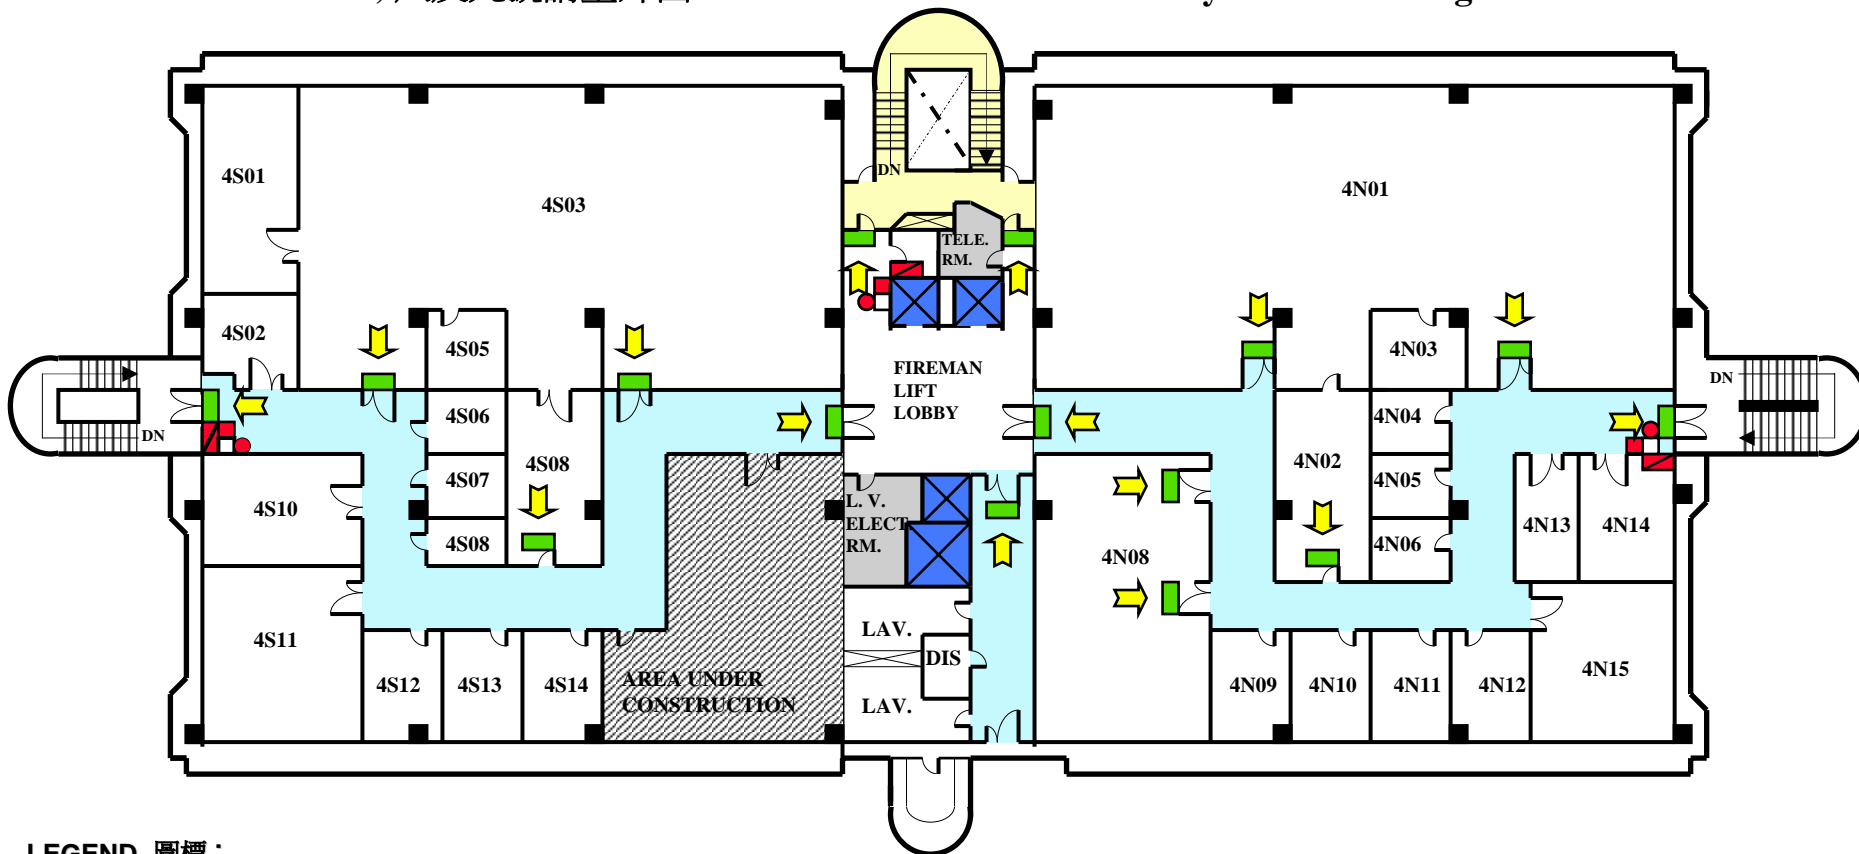 4S01
4S03
4N01
DN
TELE.
RM.
4S02
4S05
4N03
FIREMAN
LIFT
LOBBY
DN
DN
4S06
4N04
4S08
4N02
4S07
4N05
4S10
L. V.
ELECT
RM.
4N13
4N14
4S08
4N06
4N08
4S11
LAV.
DIS
4N15
AREA UNDER
CONSTRUCTION
4S12
4S13
4S14
4N09
4N10
4N11
4N12
LAV.
LEGEND 圖標 :